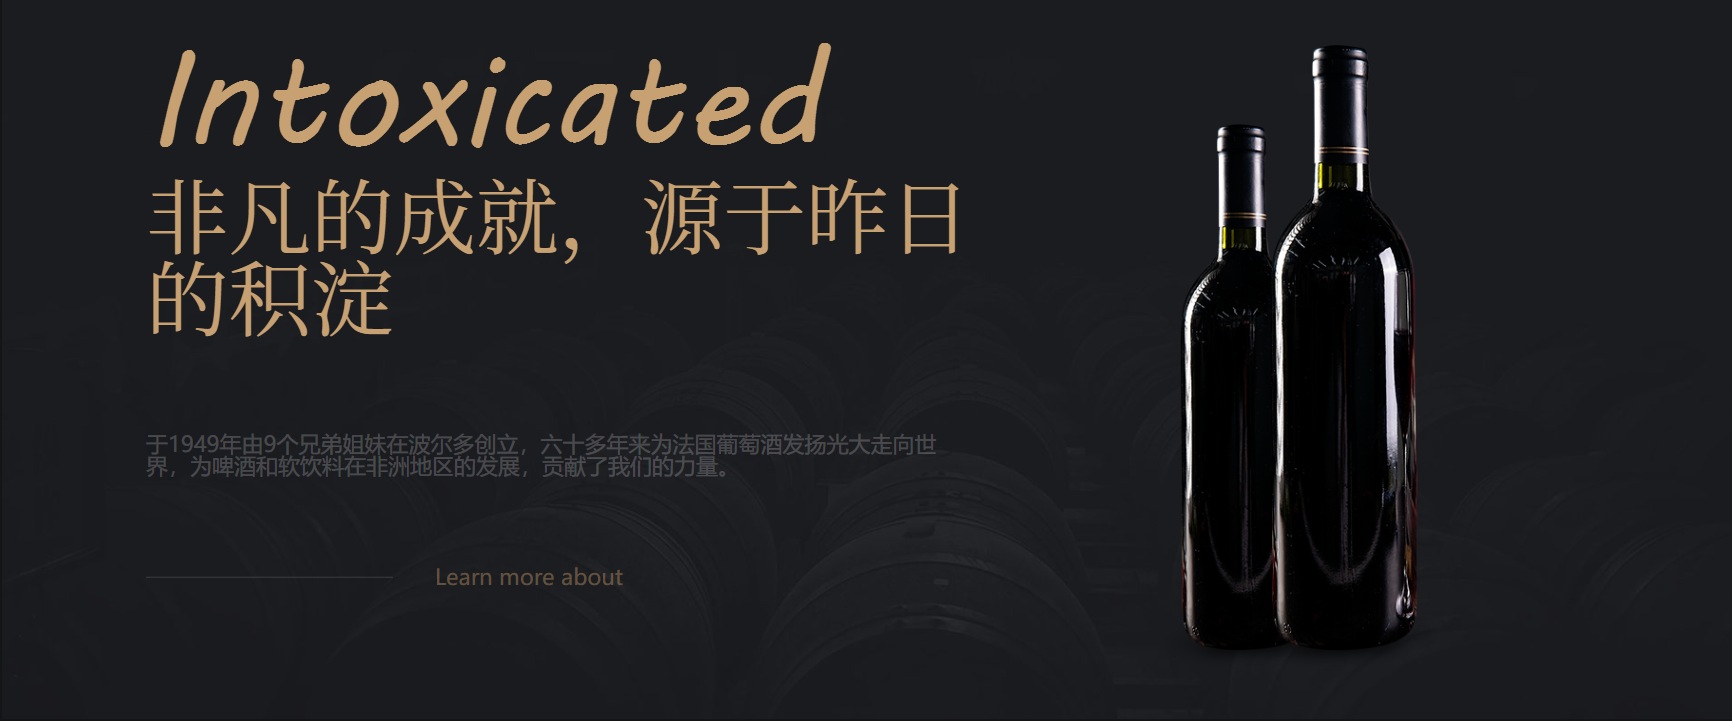 Intoxicated
非凡的成就，源于昨日
的积淀
于1949年由9个兄弟姐妹在波尔多创立，六十多年来为法国葡萄酒发扬光大走向世
界，为啤酒和软饮料在非洲地区的发展，贡献了我们的力量。
Learn more about